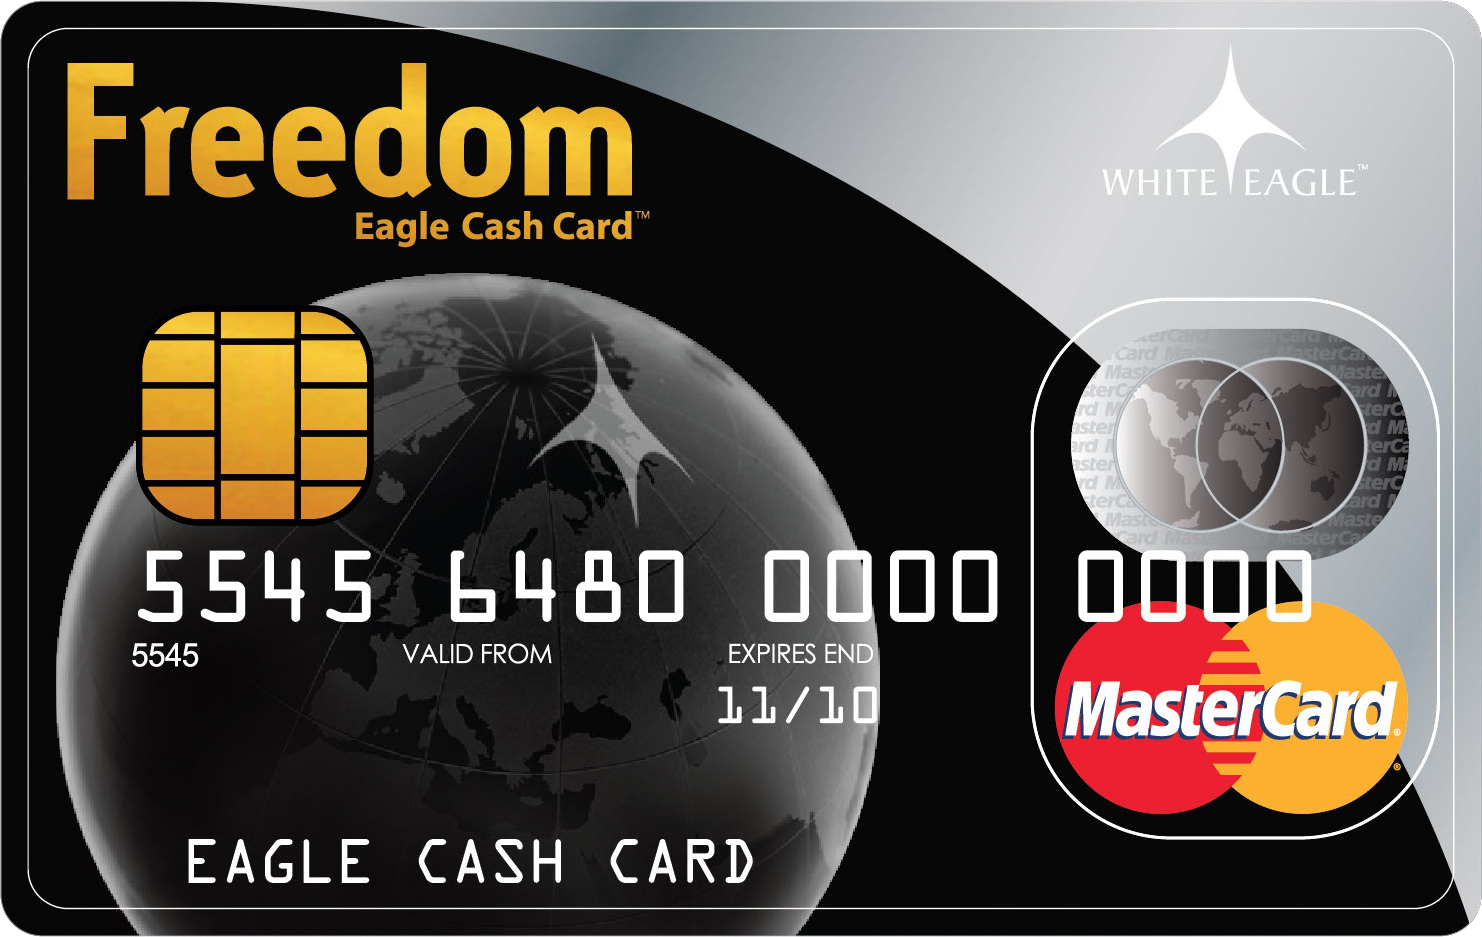 Freedom
Eagle Cash Card™
WHITE EAGLE™
5545 6480 0000 0000
5545 VALID FROM EXPIRES END
11/10
MasterCard®
EAGLE CASH CARD